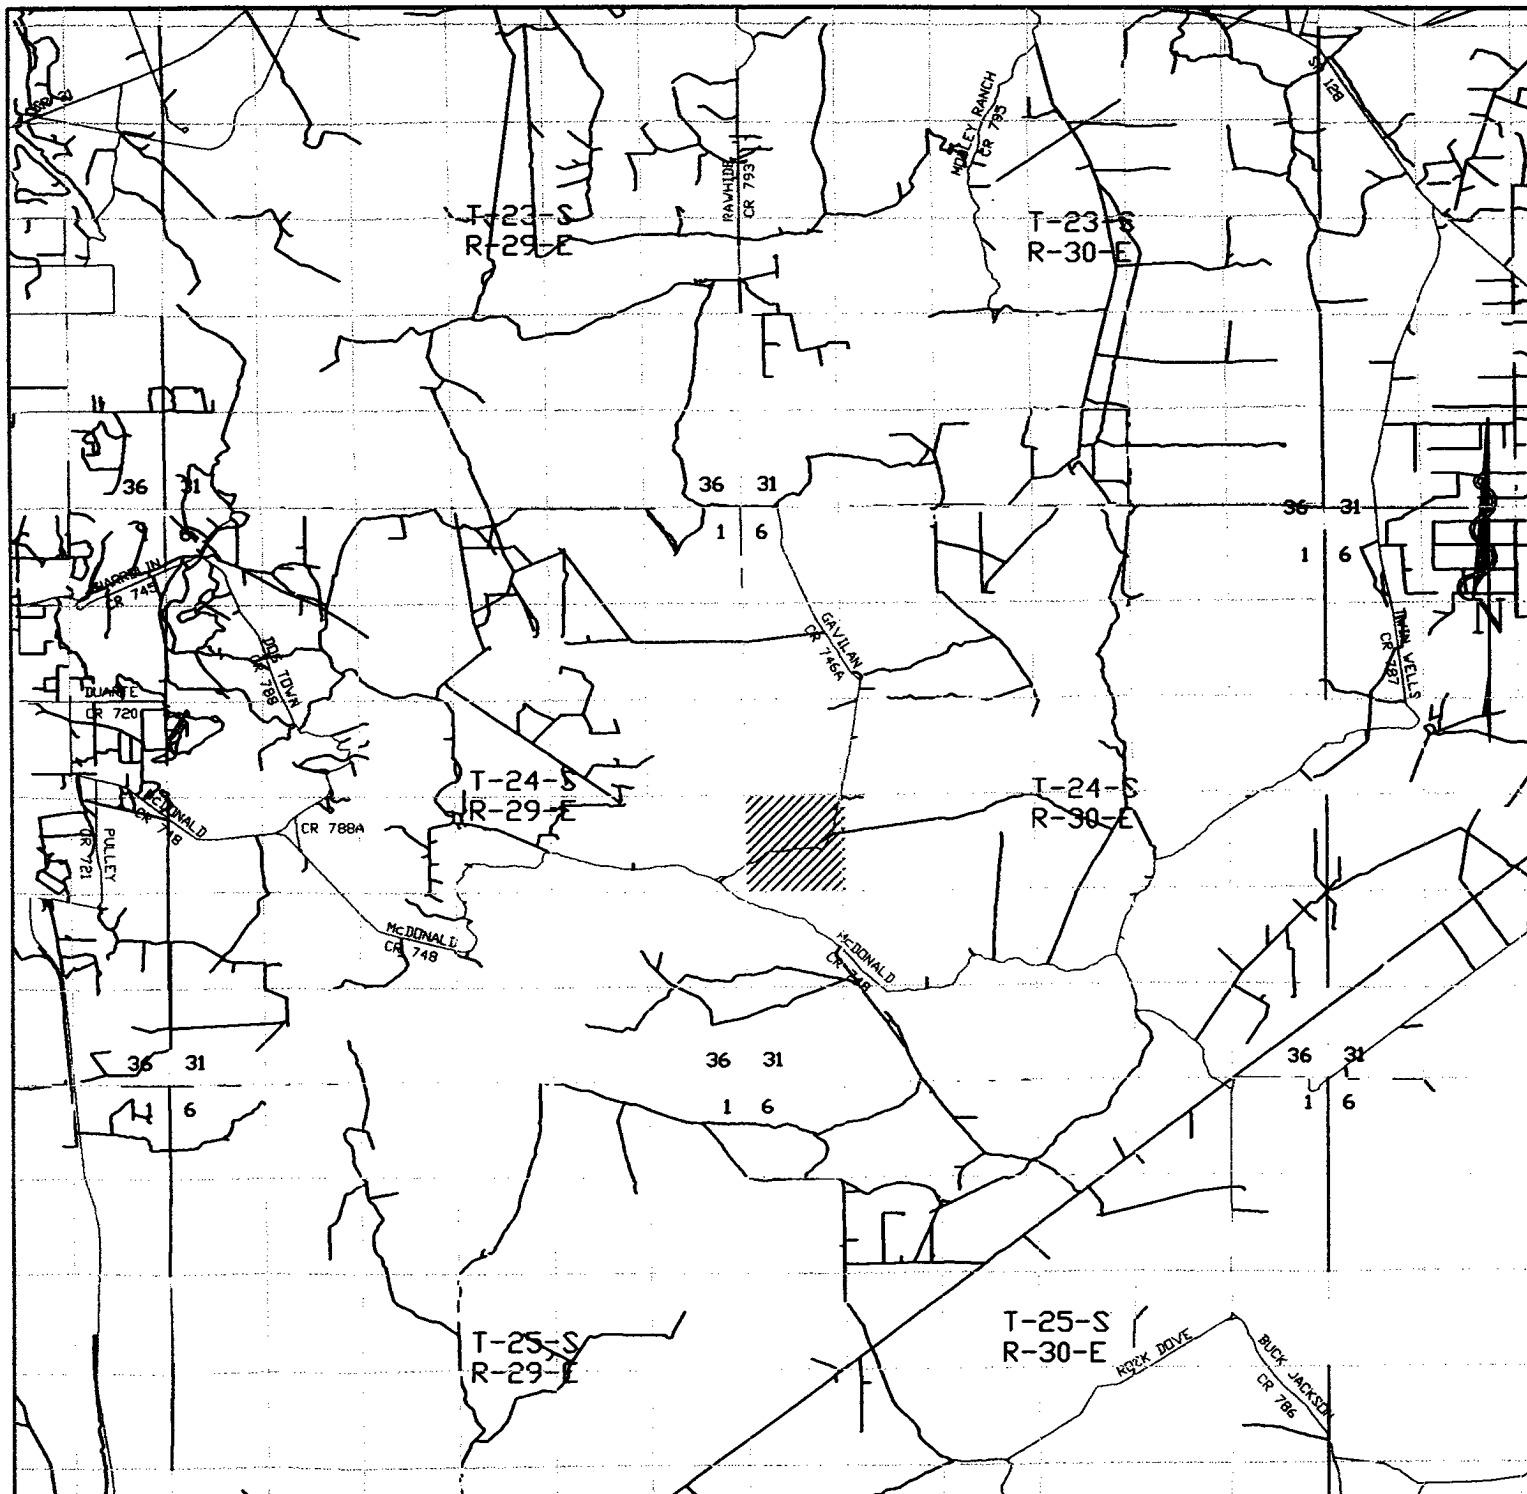 SR 128
MOBLEY RANCH
CR 795
RAWHIDE
CR 793
T-23-S
R-29-E
T-23-S
R-30-E
36 31
36 31
36 31
1 6
1 6
CR 745
GAVILAN
CR 746A
TWIN WELLS
CR 787
DOG TOWN
CR 788
DUARTE
CR 720
T-24-S
R-29-E
T-24-S
R-30-E
McDONALD
CR 748
CR 788A
PULLEY
CR 721
McDONALD
CR 748
McDONALD
CR 748
36 31
36 31
36 31
1 6
1 6
1 6
T-25-S
R-29-E
T-25-S
R-30-E
ROCK DOVE
BUCK JACKSON
CR 786